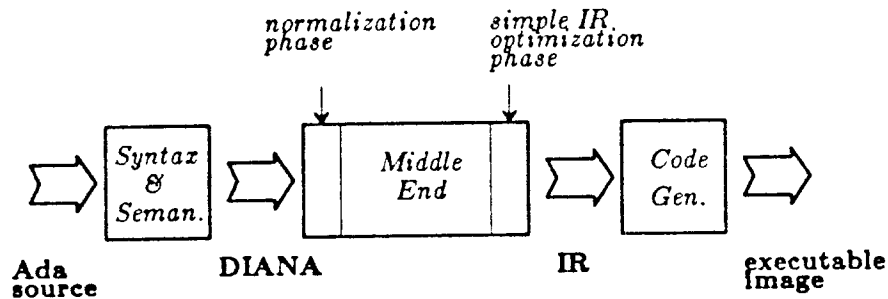 normalization
phase
simple IR
optimization
phase
Syntax
&
Seman.
Middle
End
Code
Gen.
Ada
source
DIANA
IR
executable
image